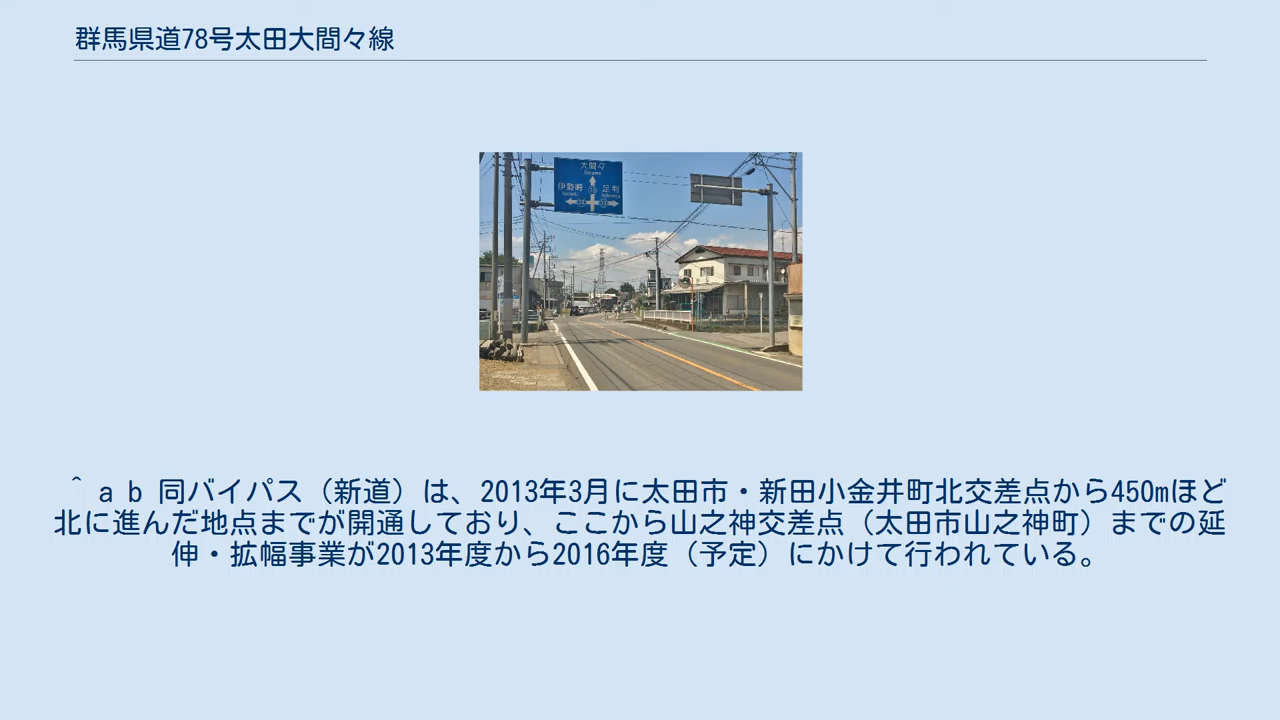 群馬県道78号太田大間々線
大間々
伊勢崎
足利
^ a b 同バイパス（新道）は、2013年3月に太田市・新田小金井町北交差点から450mほど
北に進んだ地点までが開通しており、ここから山之神交差点（太田市山之神町）までの延
伸・拡幅事業が2013年度から2016年度（予定）にかけて行われている。